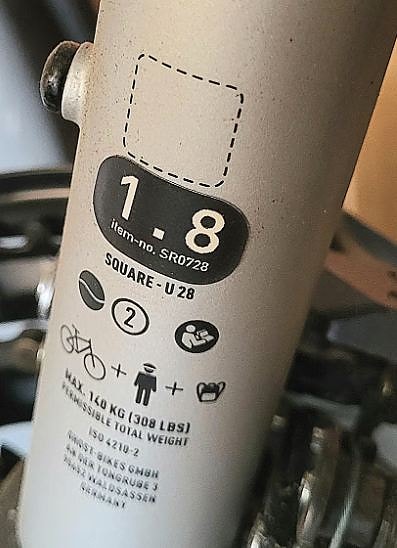 1.8
item-no. SR0728
SQUARE - U 28
2
+ +
MAX. 140 KG (308 LBS)
PERMISSIBLE TOTAL WEIGHT
ISO 4210-2
GHOST-BIKES GMBH
AN DER TONGRUBE 3
95652 WALDSASSEN
GERMANY